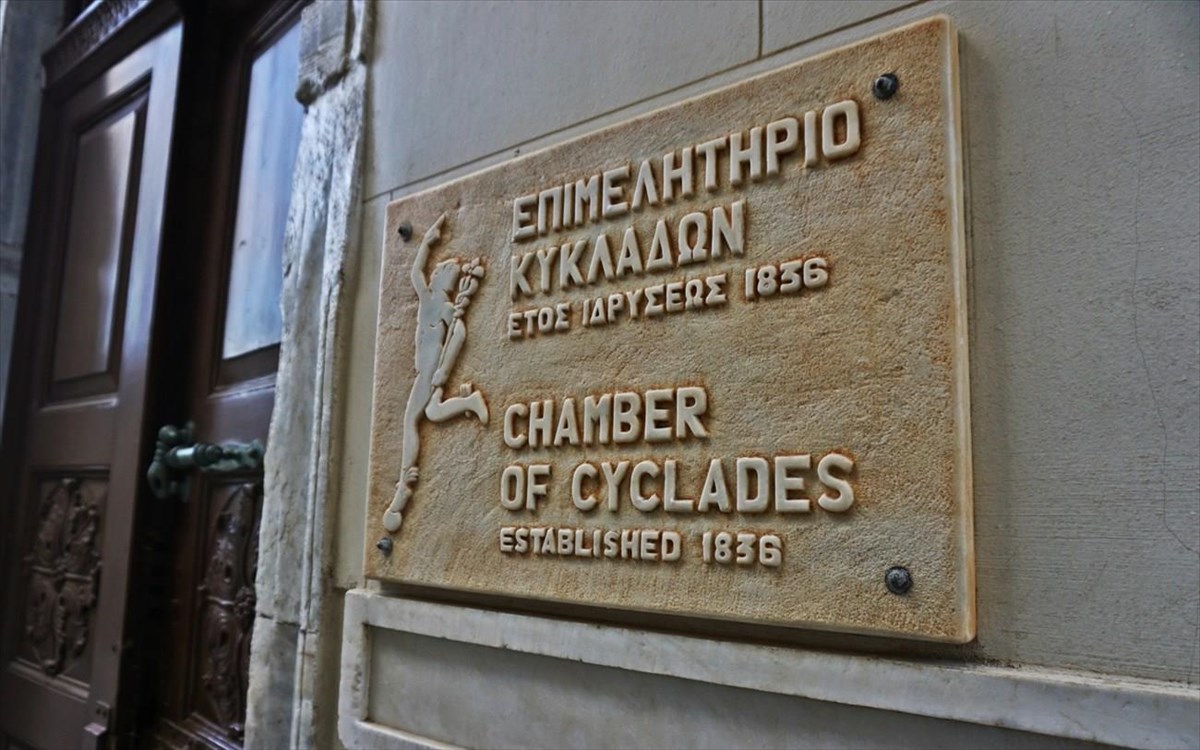 ΕΠΙΜΕΛΗΤΗΡΙΟ
ΚΥΚΛΑΔΩΝ
ΕΤΟΣ ΙΔΡΥΣΕΩΣ 1836
CHAMBER
OF CYCLADES
ESTABLISHED 1836